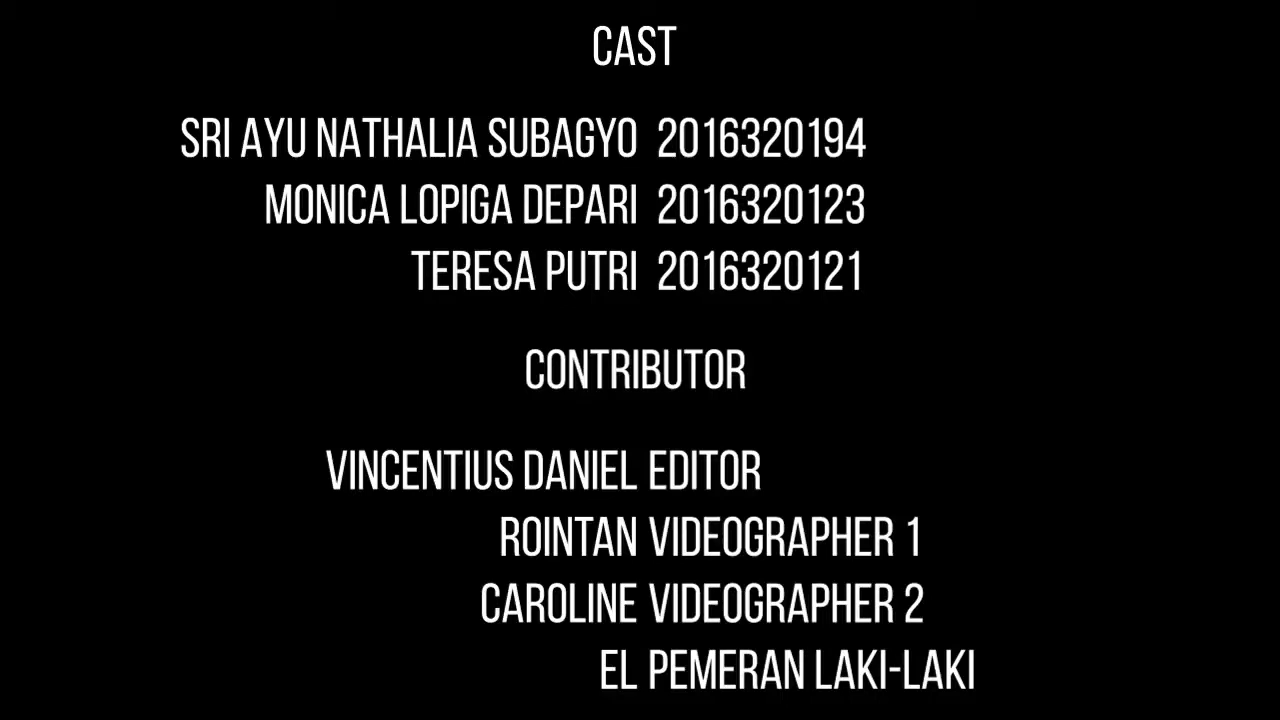 CAST
SRI AYU NATHALIA SUBAGYO 2016320194
MONICA LOPIGA DEPARI 2016320123
TERESA PUTRI 2016320121
CONTRIBUTOR
VINCENTIUS DANIEL EDITOR
ROINTAN VIDEOGRAPHER 1
CAROLINE VIDEOGRAPHER 2
EL PEMERAN LAKI-LAKI